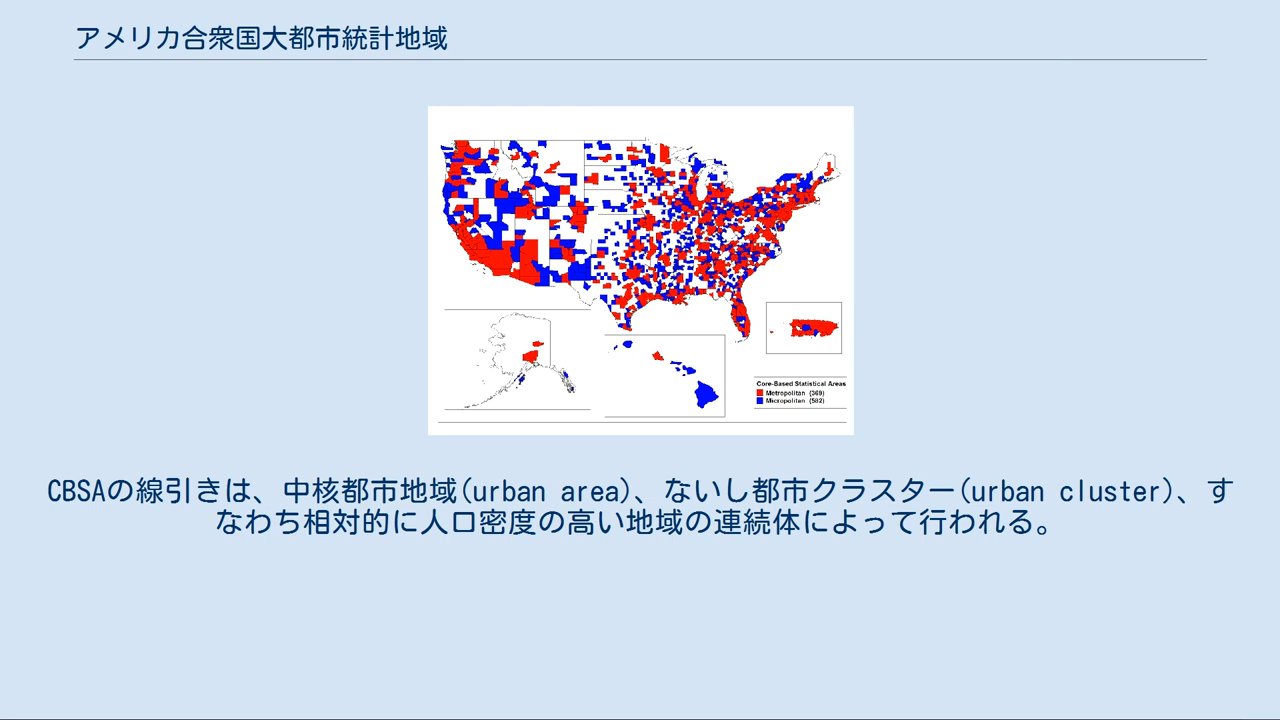 アメリカ合衆国大都市統計地域
Core-Based Statistical Areas
Metropolitan (369)
Micropolitan (582)
CBSAの線引きは、中核都市地域(urban area)、ないし都市クラスター(urban cluster)、す
なわち相対的に人口密度の高い地域の連続体によって行われる。